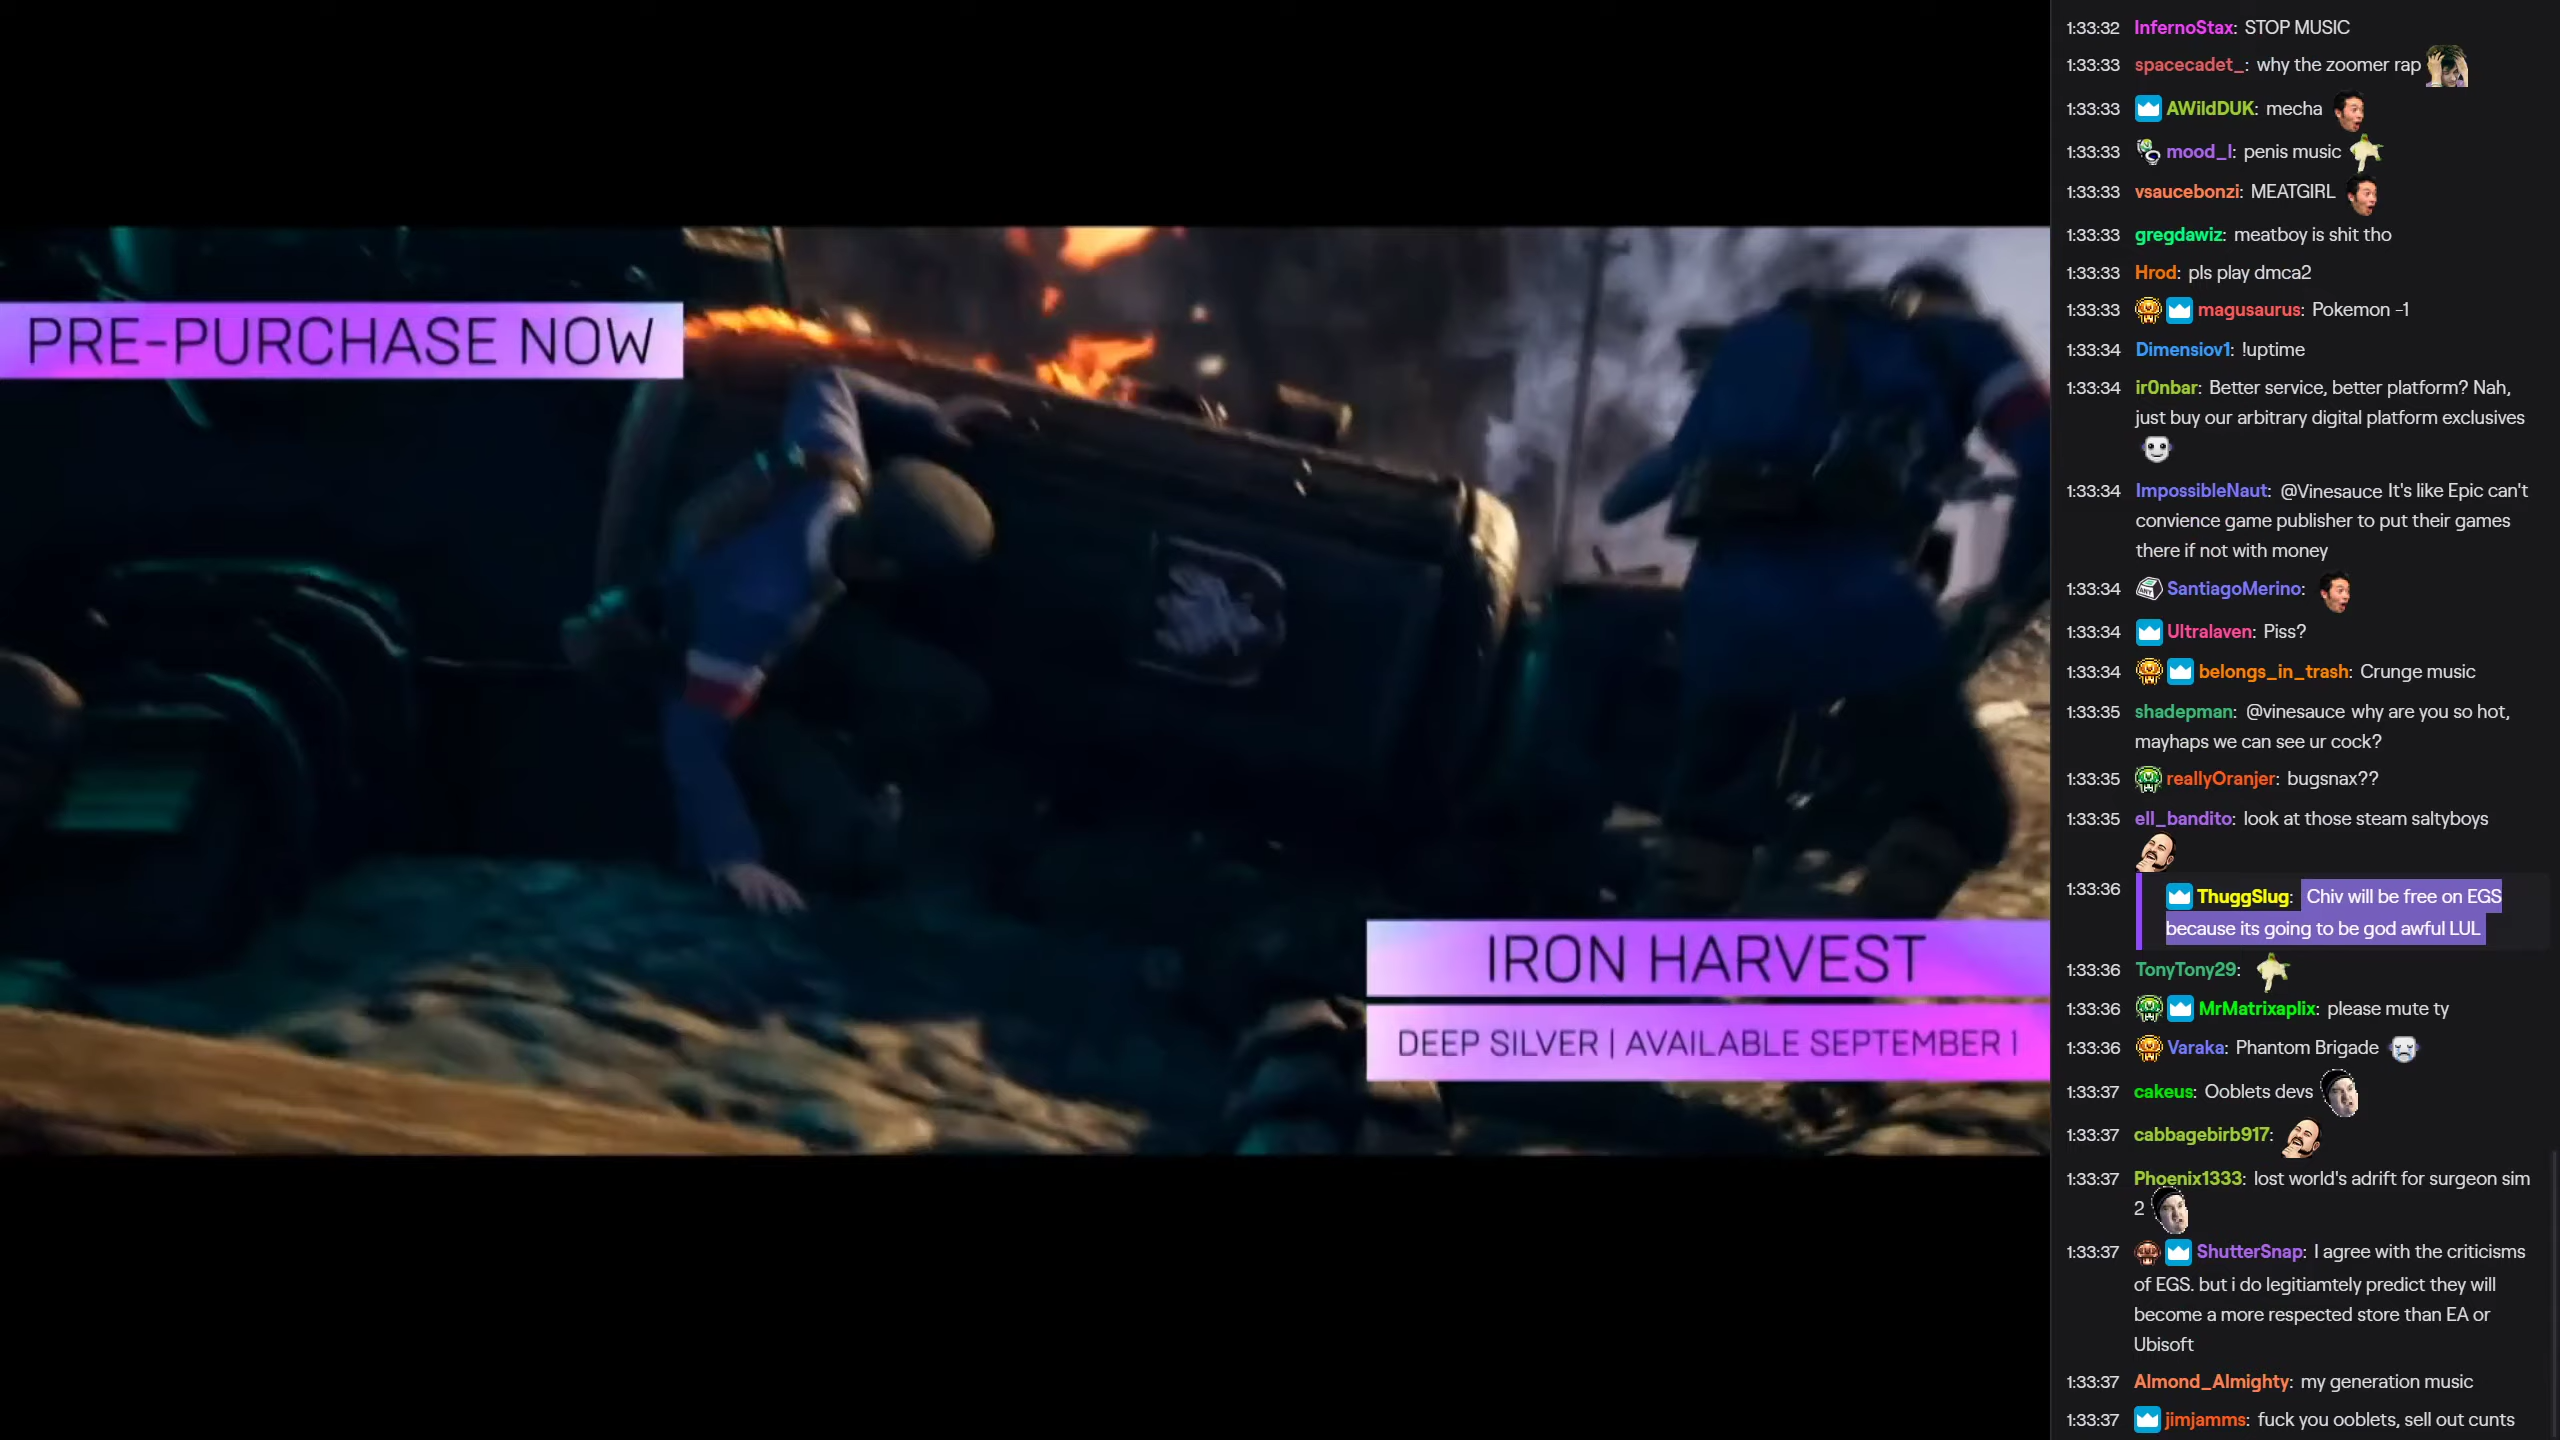 PRE-PURCHASE NOW
IRON HARVEST
DEEP SILVER | AVAILABLE SEPTEMBER 1
1:33:32 InfernoStax: STOP MUSIC
1:33:33 spacecadet_: why the zoomer rap
1:33:33 AWildDUK: mecha
1:33:33 mood_l: penis music
1:33:33 vsaucebonzi: MEATGIRL
1:33:33 gregdawiz: meatboy is shit tho
1:33:33 Hrod: pls play dmca2
1:33:33 magusaurus: Pokemon -1
1:33:34 Dimensiov1: !uptime
1:33:34 ir0nbar: Better service, better platform? Nah,
just buy our arbitrary digital platform exclusives
1:33:34 ImpossibleNaut: @Vinesauce It's like Epic can't
convience game publisher to put their games
there if not with money
1:33:34 SantiagoMerino:
1:33:34 Ultralaven: Piss?
1:33:34 belongs_in_trash: Crunge music
1:33:35 shadepman: @vinesauce why are you so hot,
mayhaps we can see ur cock?
1:33:35 reallyOranjer: bugsnax??
1:33:35 ell_bandito: look at those steam saltyboys
1:33:36 ThuggSlug: Chiv will be free on EGS
because its going to be god awful LUL
1:33:36 TonyTony29:
1:33:36 MrMatrixaplix: please mute ty
1:33:36 Varaka: Phantom Brigade
1:33:37 cakeus: Ooblets devs
1:33:37 cabbagebirb917:
1:33:37 Phoenix1333: lost world's adrift for surgeon sim
2
1:33:37 ShutterSnap: I agree with the criticisms
of EGS. but i do legitiamtely predict they will
become a more respected store than EA or
Ubisoft
1:33:37 Almond_Almighty: my generation music
1:33:37 jimjamms: fuck you ooblets, sell out cunts